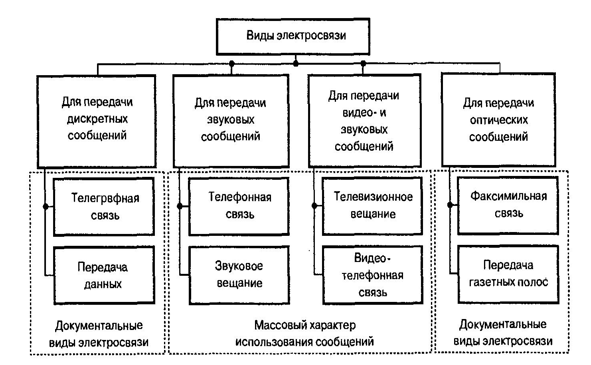 Виды электросвязи
Для передачи
дискретных
сообщений
Для передачи
звуковых
сообщений
Для передачи
видео- и
звуковых
сообщений
Для передачи
оптических
сообщений
Телегрвфная
связь
Телефонная
связь
Телевизионное
вещание
Факсимильная
связь
Передача
данных
Звуковое
вещание
Видео-
телефонная
связь
Передача
газетных полос
Документальные
виды электросвязи
Массовый характер
использования сообщений
Документальные
виды электросвязи